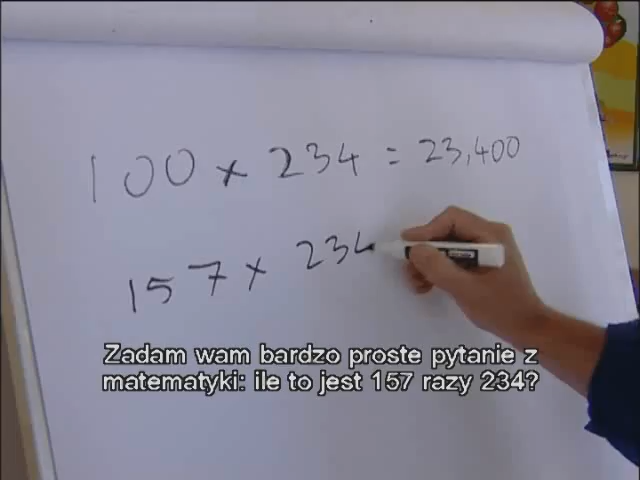 100 x 234 = 23,400
157 x 234
Zadam wam bardzo proste pytanie z
matematyki: ile to jest 157 razy 234?